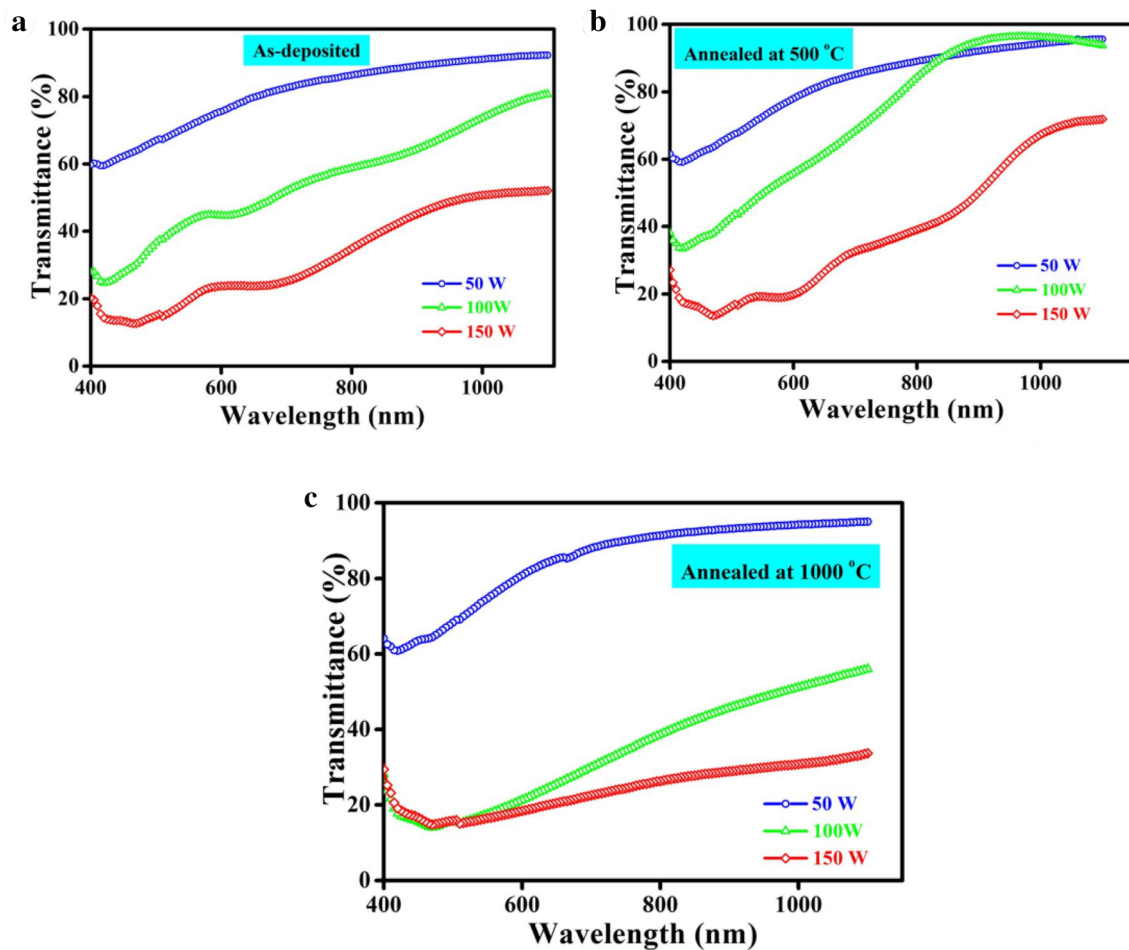 a
As-deposited
Transmittance (%)
100
80
60
40
20
0
50 W
100W
150 W
400
600
800
1000
Wavelength (nm)
b
Annealed at 500 °C
Transmittance (%)
100
80
60
40
20
0
50 W
100W
150 W
400
600
800
1000
Wavelength (nm)
c
Annealed at 1000 °C
Transmittance (%)
100
80
60
40
20
0
50 W
100W
150 W
400
600
800
1000
Wavelength (nm)